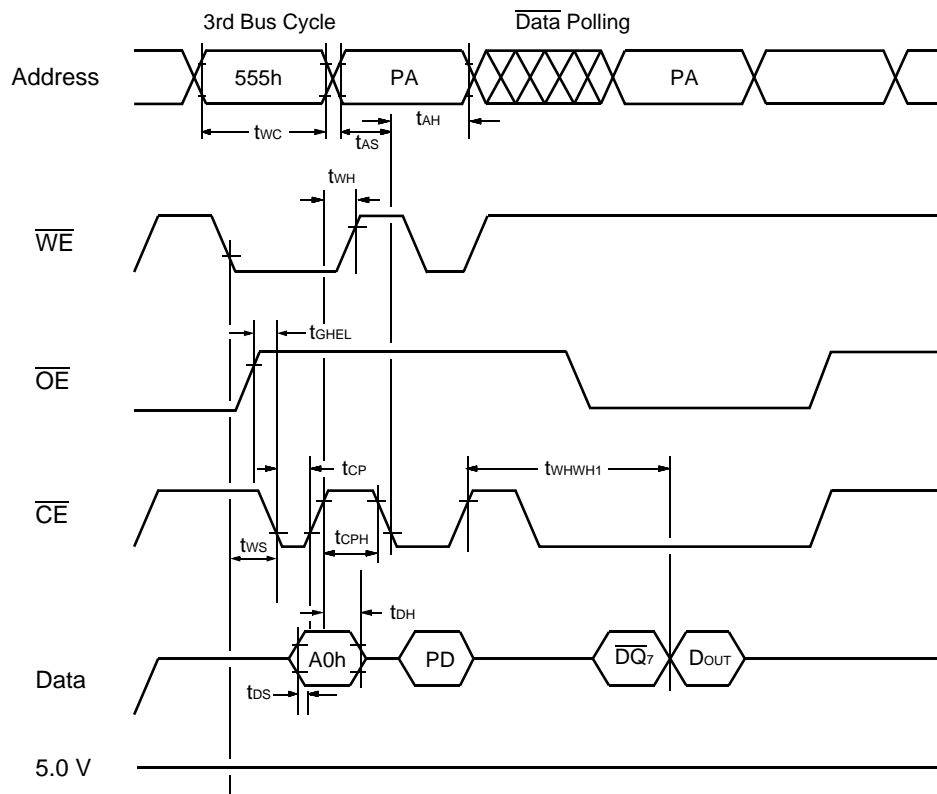 3rd Bus Cycle
Data Polling
Address
555h
PA
PA
tWC
tAS
tAH
tWH
WE
tGHEL
OE
tCP
tWHWH1
CE
tWS
tCPH
tDH
Data
A0h
PD
DQ7
DOUT
tDS
5.0 V